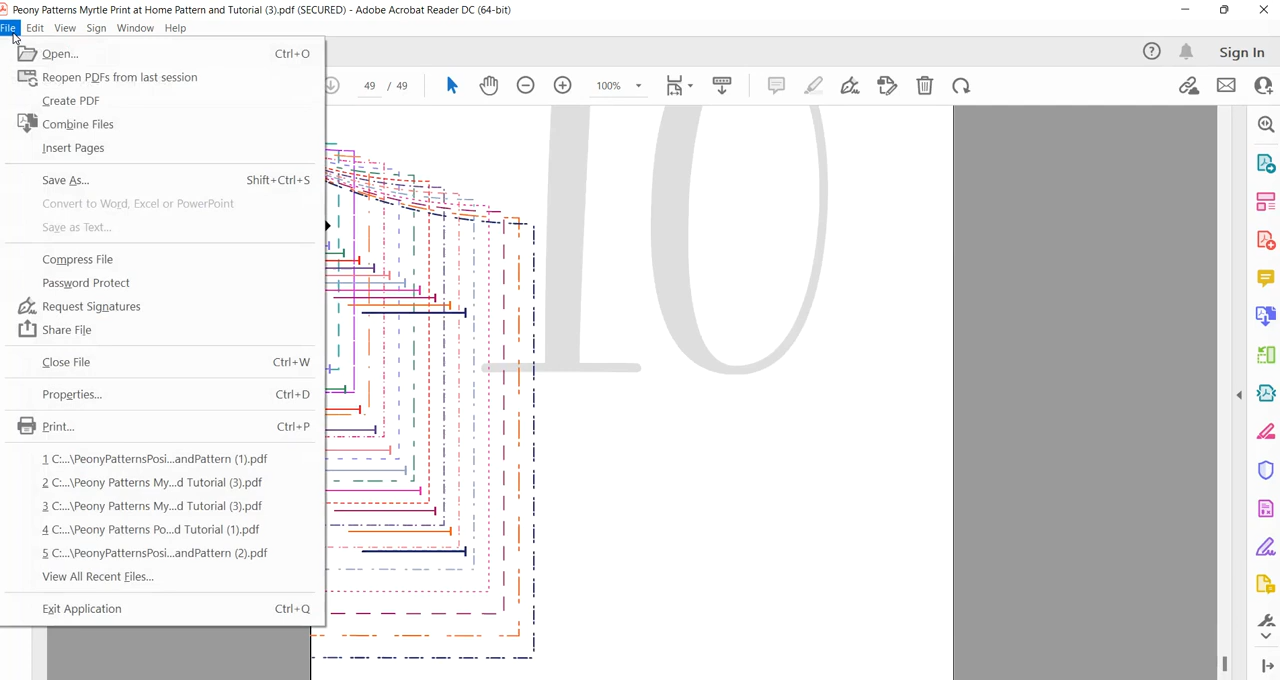 Peony Patterns Myrtle Print at Home Pattern and Tutorial (3).pdf (SECURED) - Adobe Acrobat Reader DC (64-bit)
File Edit View Sign Window Help
Open... Ctrl+O
Reopen PDFs from last session
Create PDF
Combine Files
Insert Pages
Save As... Shift+Ctrl+S
Convert to Word, Excel or PowerPoint
Save as Text...
Compress File
Password Protect
Request Signatures
Share File
Close File Ctrl+W
Properties... Ctrl+D
Print... Ctrl+P
1 C:...\PeonyPatternsPosi...andPattern (1).pdf
2 C:...\Peony Patterns My...d Tutorial (3).pdf
3 C:...\Peony Patterns My...d Tutorial (3).pdf
4 C:...\Peony Patterns Po...d Tutorial (1).pdf
5 C:...\PeonyPatternsPosi...andPattern (2).pdf
View All Recent Files...
Exit Application Ctrl+Q
Sign In
49 / 49 100%
10